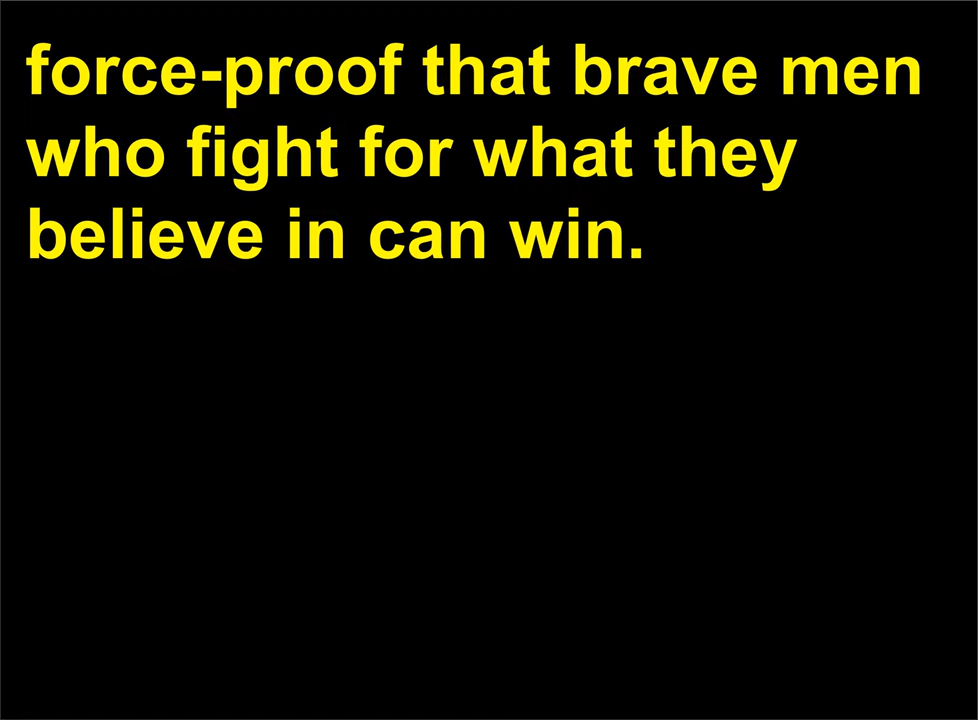 force-proof that brave men
who fight for what they
believe in can win.